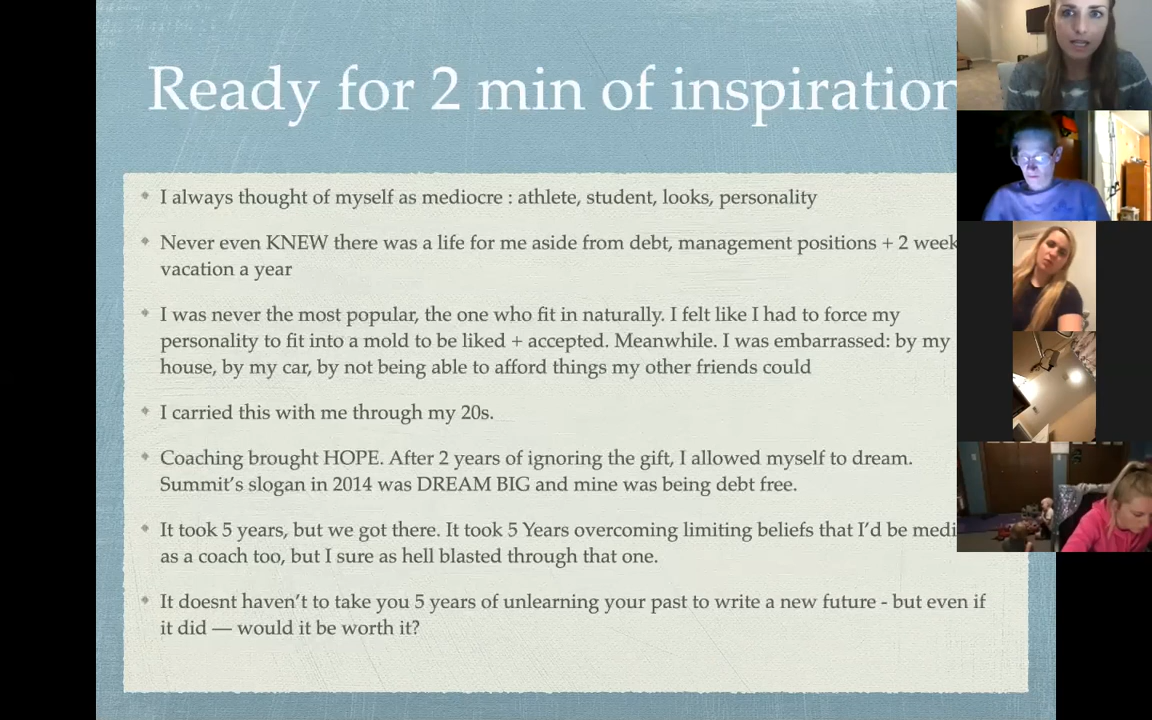 Ready for 2 min of inspiration
I always thought of myself as mediocre : athlete, student, looks, personality
Never even KNEW there was a life for me aside from debt, management positions + 2 week
vacation a year
I was never the most popular, the one who fit in naturally. I felt like I had to force my
personality to fit into a mold to be liked + accepted. Meanwhile. I was embarrassed: by my
house, by my car, by not being able to afford things my other friends could
I carried this with me through my 20s.
Coaching brought HOPE. After 2 years of ignoring the gift, I allowed myself to dream.
Summit's slogan in 2014 was DREAM BIG and mine was being debt free.
It took 5 years, but we got there. It took 5 Years overcoming limiting beliefs that I'd be medi
as a coach too, but I sure as hell blasted through that one.
It doesnt haven't to take you 5 years of unlearning your past to write a new future - but even if
it did — would it be worth it?